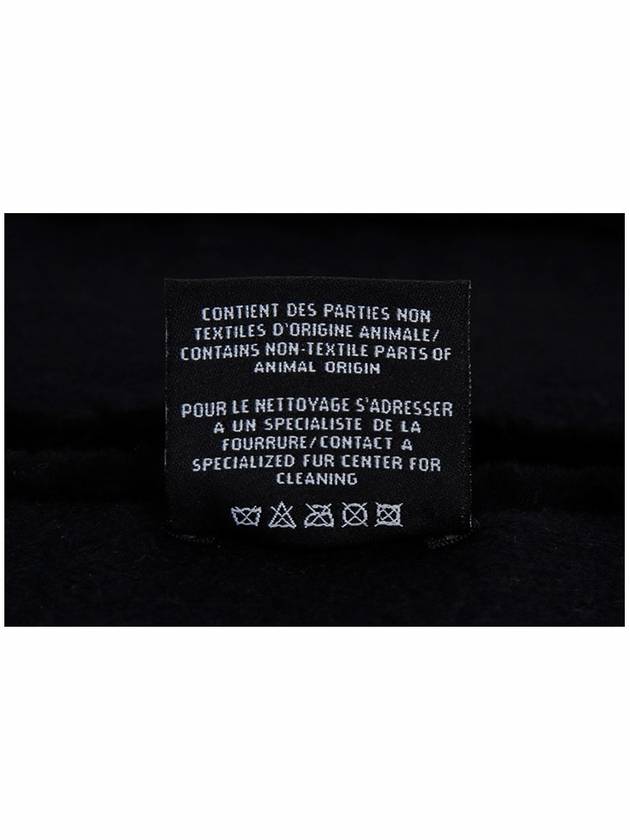 CONTIENT DES PARTIES NON
TEXTILES D'ORIGINE ANIMALE/
CONTAINS NON-TEXTILE PARTS OF
ANIMAL ORIGIN
POUR LE NETTOYAGE S'ADRESSER
A UN SPECIALISTE DE LA
FOURRURE/CONTACT A
SPECIALIZED FUR CENTER FOR
CLEANING